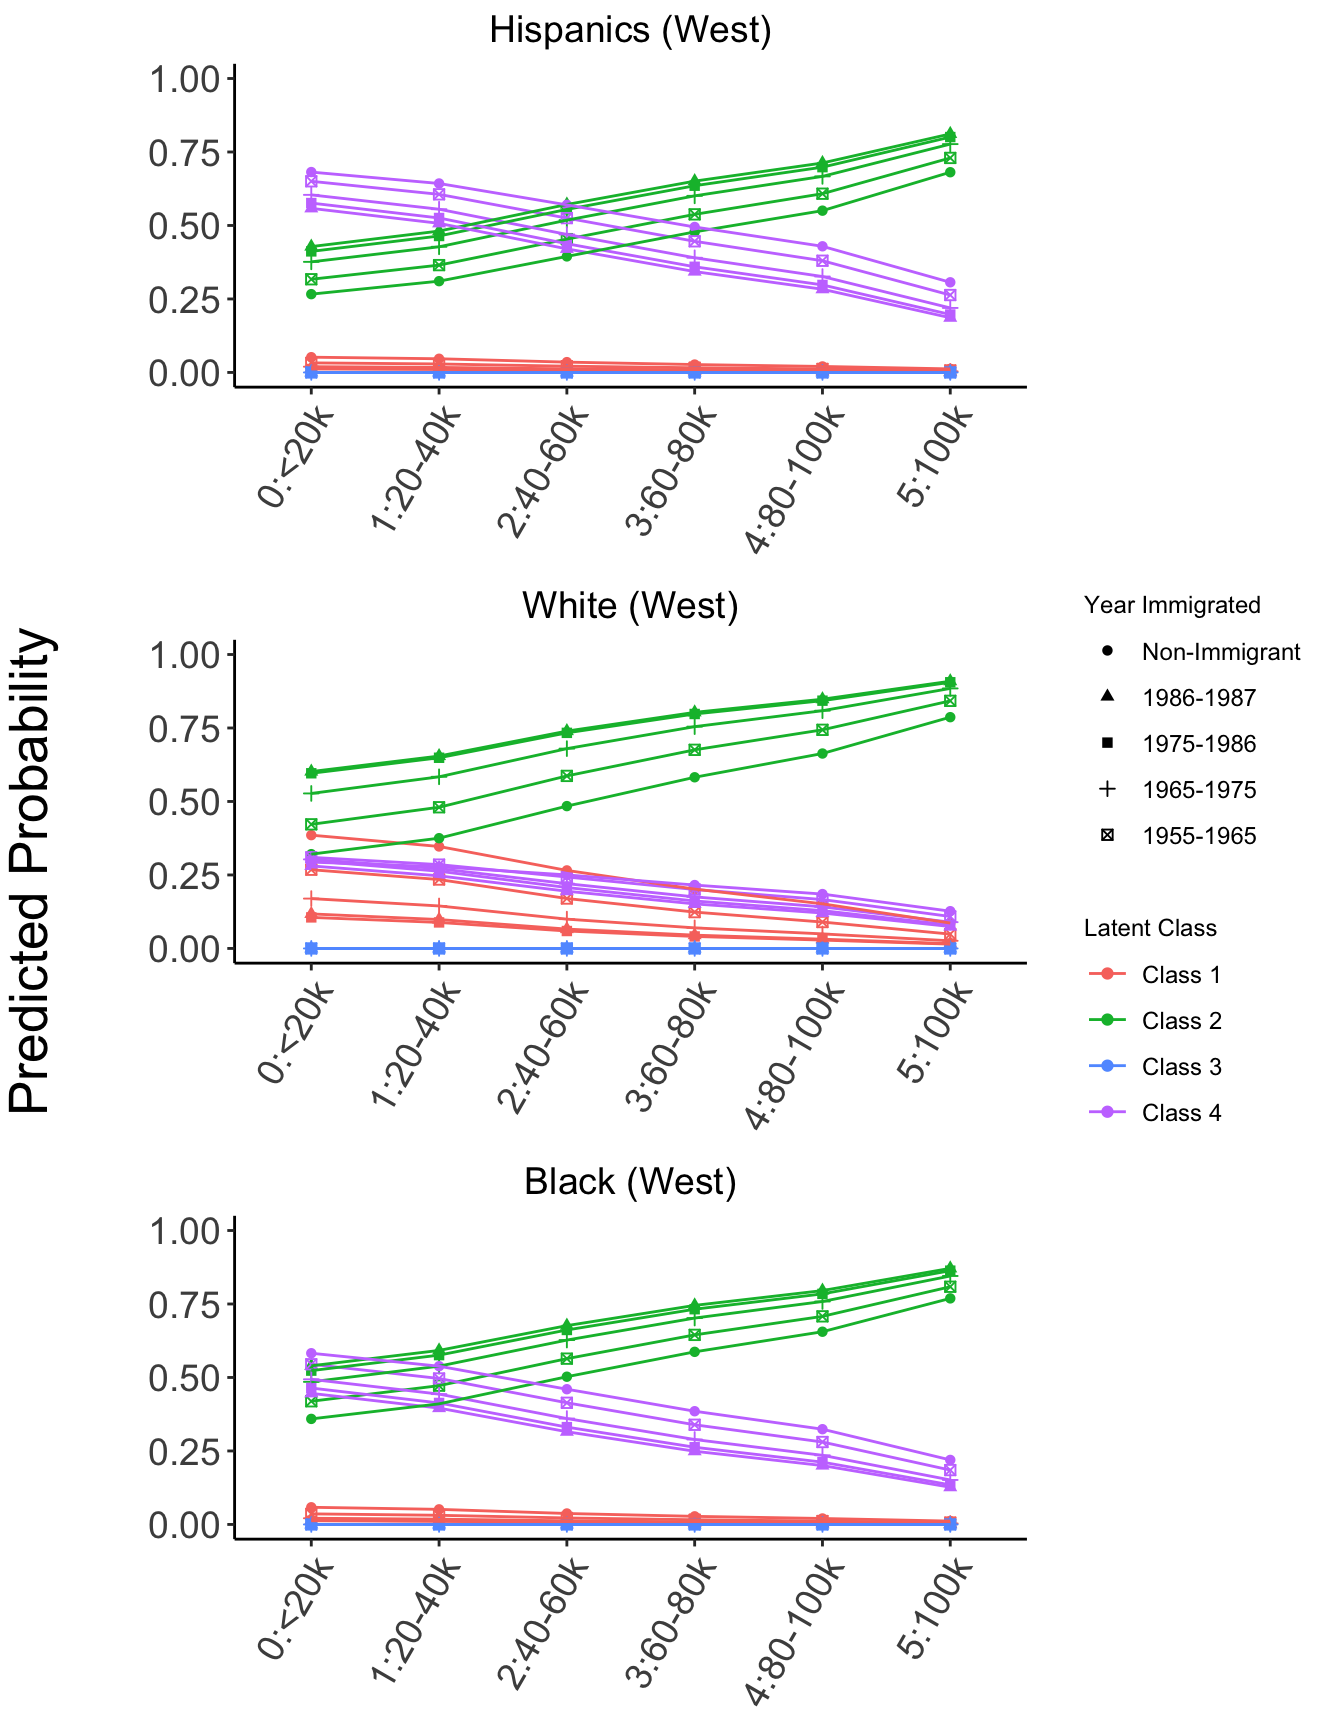 Hispanics (West)
1.00
0.75
0.50
0.25
0.00
0:<20k
1:20-40k
2:40-60k
3:60-80k
4:80-100k
5:100k
Predicted Probability
White (West)
1.00
0.75
0.50
0.25
0.00
0:<20k
1:20-40k
2:40-60k
3:60-80k
4:80-100k
5:100k
Year Immigrated
Non-Immigrant
1986-1987
1975-1986
1965-1975
1955-1965
Latent Class
Class 1
Class 2
Class 3
Class 4
Black (West)
1.00
0.75
0.50
0.25
0.00
0:<20k
1:20-40k
2:40-60k
3:60-80k
4:80-100k
5:100k